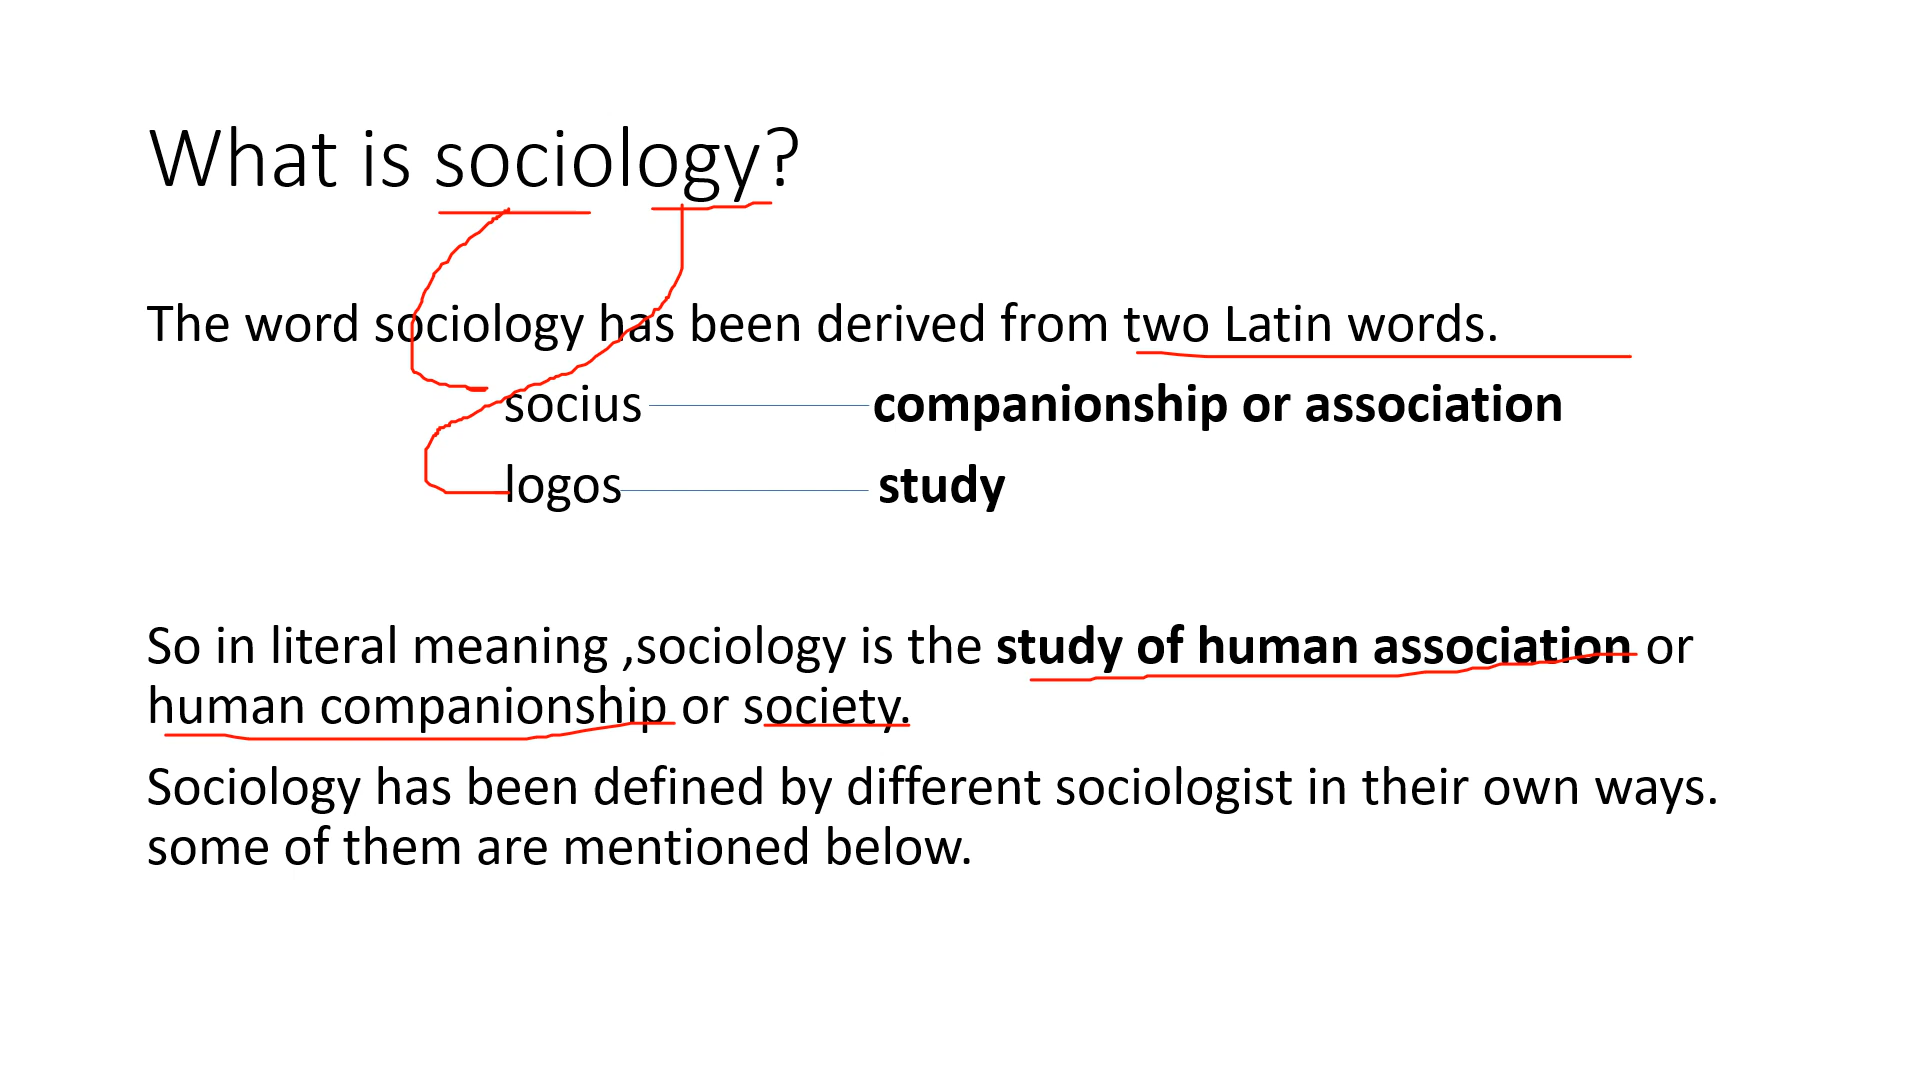 What is sociology?
The word sociology has been derived from two Latin words.
socius companionship or association
logos study
So in literal meaning ,sociology is the study of human association or
human companionship or society.
Sociology has been defined by different sociologist in their own ways.
some of them are mentioned below.